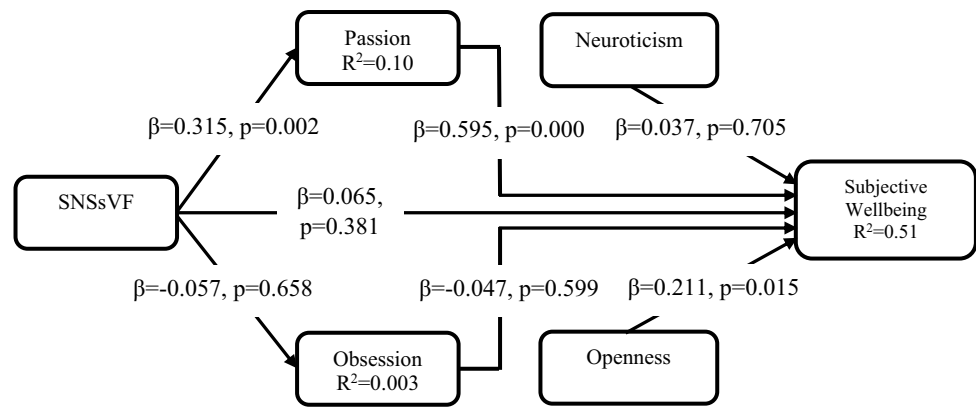 Passion
R²=0.10
Neuroticism
β=0.315, p=0.002
β=0.595, p=0.000
β=0.037, p=0.705
SNSsVF
β=0.065,
p=0.381
Subjective
Wellbeing
R²=0.51
β=-0.057, p=0.658
β=-0.047, p=0.599
β=0.211, p=0.015
Obsession
R²=0.003
Openness